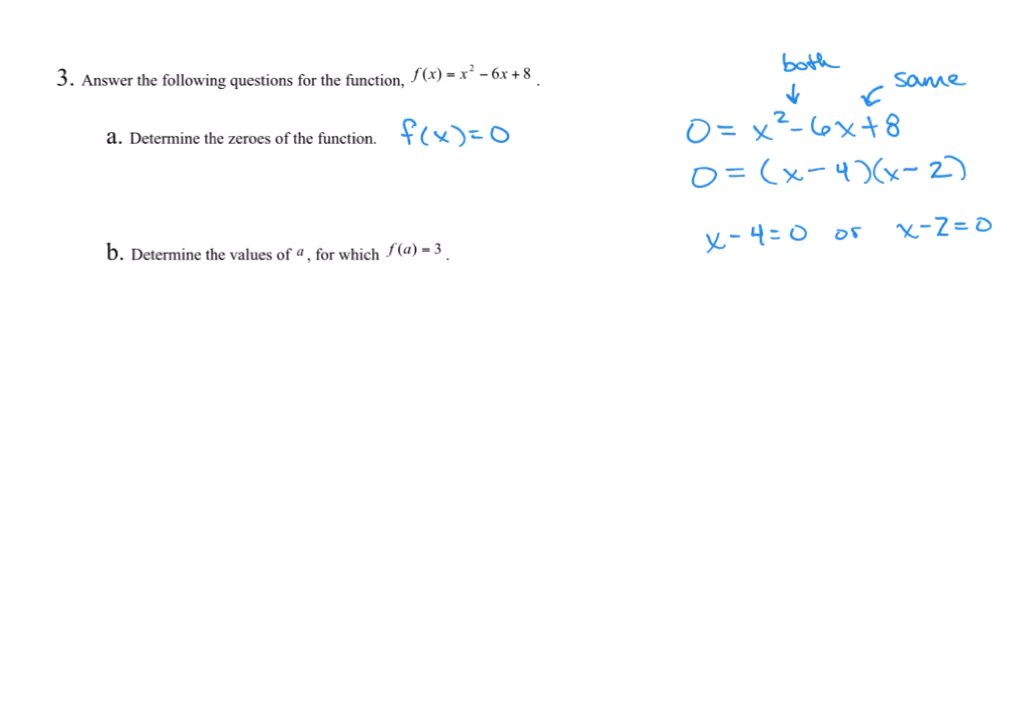 3. Answer the following questions for the function, f(x) = x² − 6x + 8 .
a. Determine the zeroes of the function. f(x) = 0
b. Determine the values of a , for which f(a) = 3 .
both
same
0 = x² - 6x + 8
0 = (x - 4)(x - 2)
x - 4 = 0 or x - 2 = 0